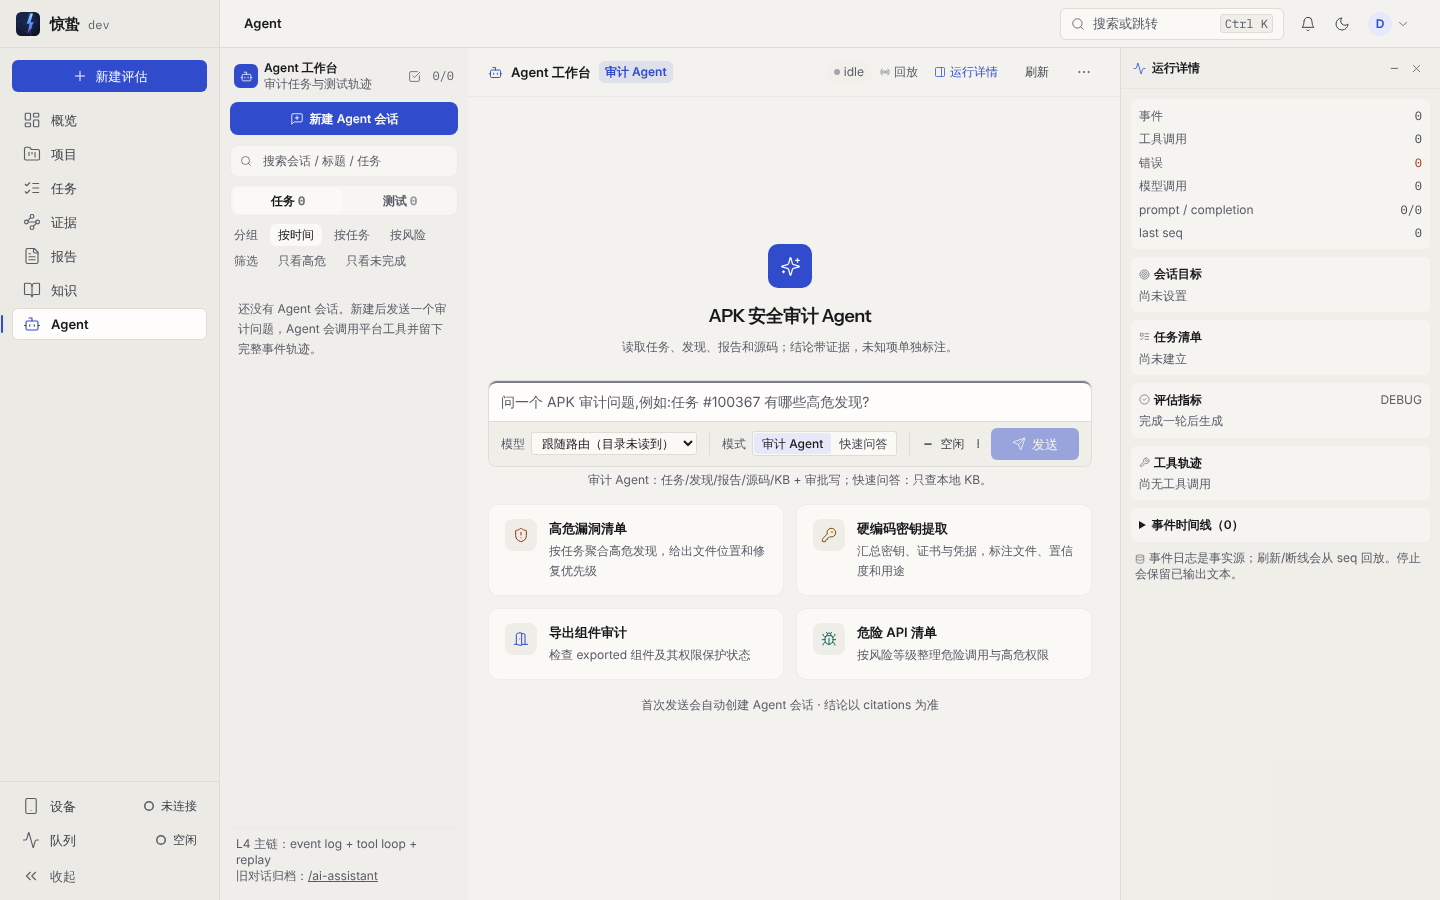 惊蛰 dev
Agent
搜索或跳转 Ctrl K
D
新建评估
概览
项目
任务
证据
报告
知识
Agent
设备 未连接
队列 空闲
收起
Agent 工作台
审计任务与测试轨迹
0/0
新建 Agent 会话
搜索会话 / 标题 / 任务
任务 0 测试 0
分组 按时间 按任务 按风险
筛选 只看高危 只看未完成
还没有 Agent 会话。新建后发送一个审
计问题，Agent 会调用平台工具并留下
完整事件轨迹。
L4 主链：event log + tool loop +
replay
旧对话归档：/ai-assistant
Agent 工作台 审计 Agent idle 回放 运行详情 刷新
APK 安全审计 Agent
读取任务、发现、报告和源码；结论带证据，未知项单独标注。
问一个 APK 审计问题,例如:任务 #100367 有哪些高危发现?
模型 跟随路由（目录未读到） 模式 审计 Agent 快速问答 空闲 发送
审计 Agent：任务/发现/报告/源码/KB + 审批写；快速问答：只查本地 KB。
高危漏洞清单
按任务聚合高危发现，给出文件位置和修
复优先级
硬编码密钥提取
汇总密钥、证书与凭据，标注文件、置信
度和用途
导出组件审计
检查 exported 组件及其权限保护状态
危险 API 清单
按风险等级整理危险调用与高危权限
首次发送会自动创建 Agent 会话 · 结论以 citations 为准
运行详情
事件 0
工具调用 0
错误 0
模型调用 0
prompt / completion 0/0
last seq 0
会话目标
尚未设置
任务清单
尚未建立
评估指标 DEBUG
完成一轮后生成
工具轨迹
尚无工具调用
事件时间线（0）
事件日志是事实源；刷新/断线会从 seq 回放。停止
会保留已输出文本。